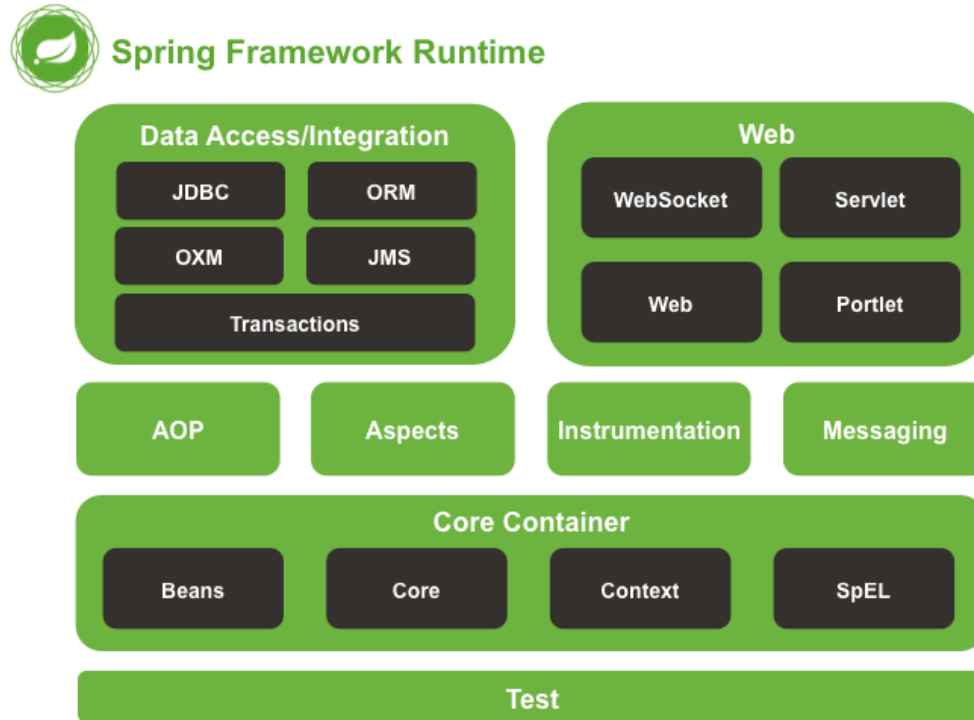 Spring Framework Runtime
Data Access/Integration
JDBC
ORM
OXM
JMS
Transactions
Web
WebSocket
Servlet
Web
Portlet
AOP
Aspects
Instrumentation
Messaging
Core Container
Beans
Core
Context
SpEL
Test